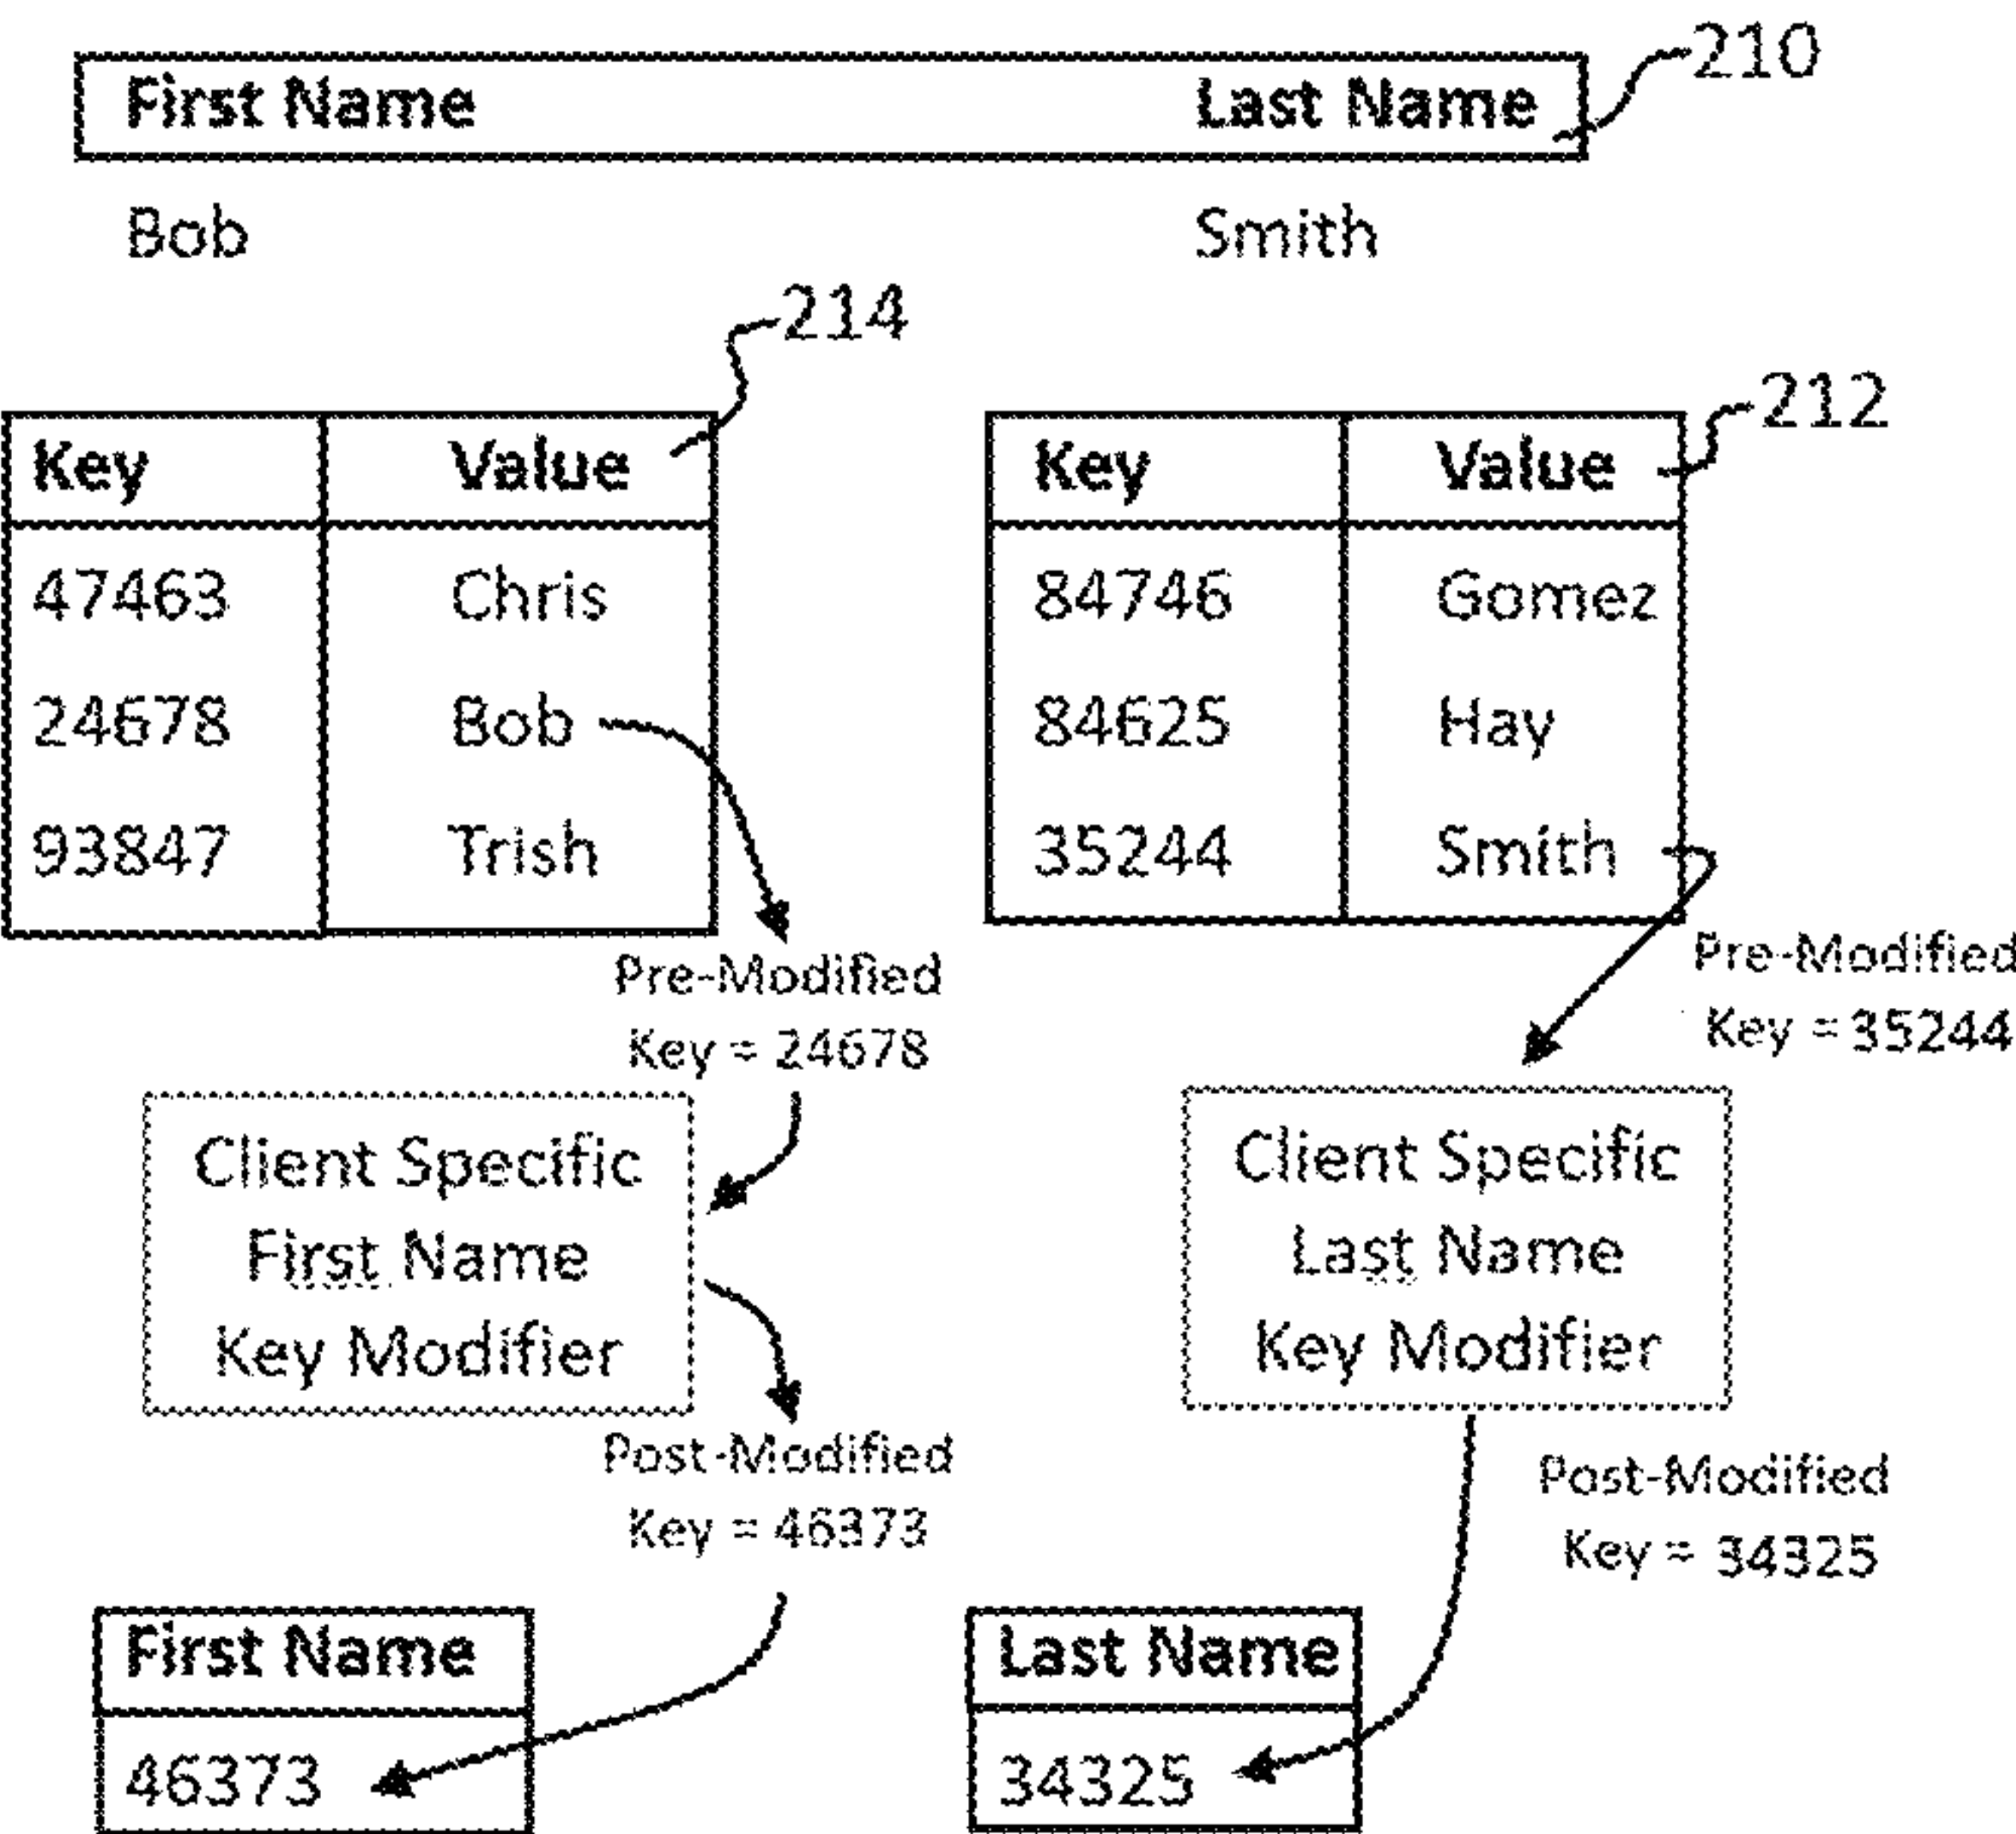 210
First Name Last Name
Bob Smith
214
212
Key Value
47463 Chris
24678 Bob
93847 Trish
Key Value
84746 Gomez
84625 Hay
35244 Smith
Pre-Modified
Key = 24678
Pre-Modified
Key = 35244
Client Specific
First Name
Key Modifier
Client Specific
Last Name
Key Modifier
Post-Modified
Key = 46373
Post-Modified
Key = 34325
First Name
46373
Last Name
34325